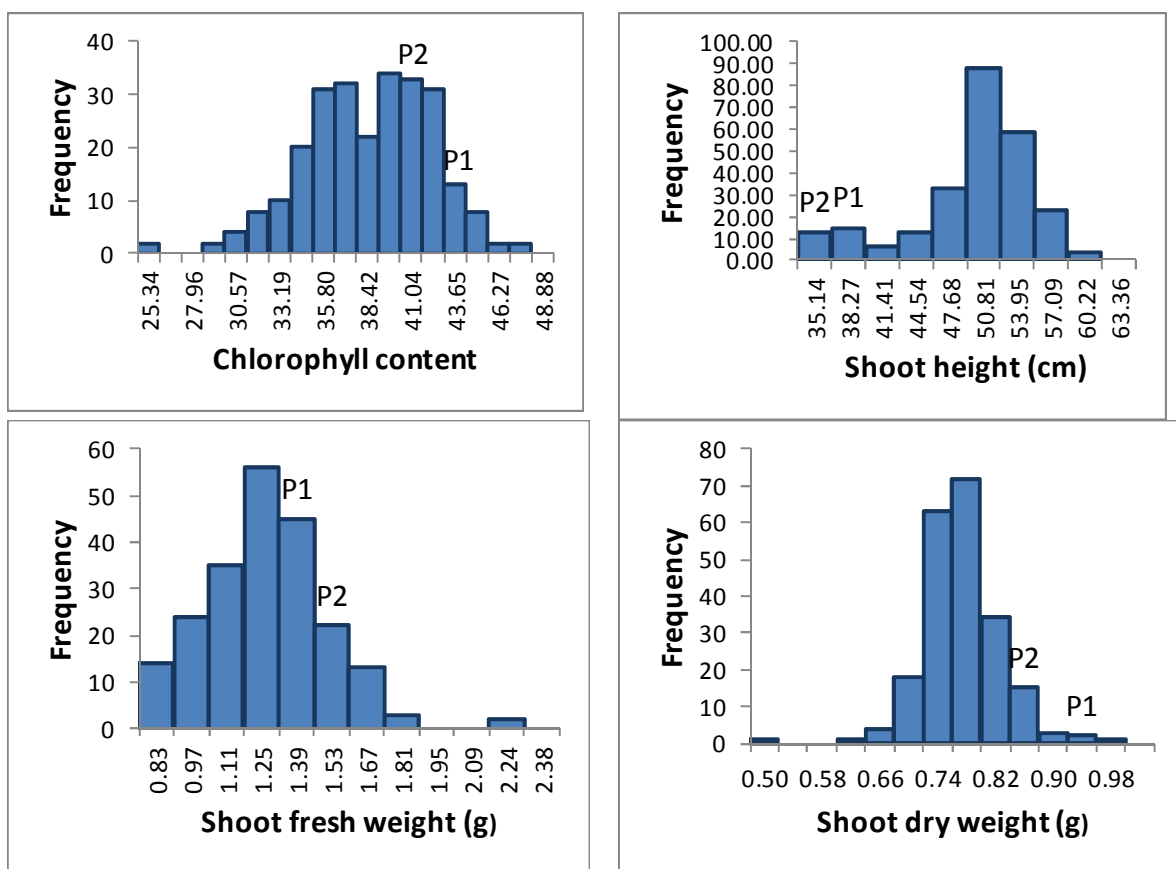 40
30
20
10
0
Frequency
P2
P1
25.34 27.96 30.57 33.19 35.80 38.42 41.04 43.65 46.27 48.88
Chlorophyll content
100.00
90.00
80.00
70.00
60.00
50.00
40.00
30.00
20.00
10.00
0.00
Frequency
P2 P1
35.14 38.27 41.41 44.54 47.68 50.81 53.95 57.09 60.22 63.36
Shoot height (cm)
60
50
40
30
20
10
0
Frequency
P1
P2
0.83 0.97 1.11 1.25 1.39 1.53 1.67 1.81 1.95 2.09 2.24 2.38
Shoot fresh weight (g)
80
70
60
50
40
30
20
10
0
Frequency
P2
P1
0.50 0.58 0.66 0.74 0.82 0.90 0.98
Shoot dry weight (g)